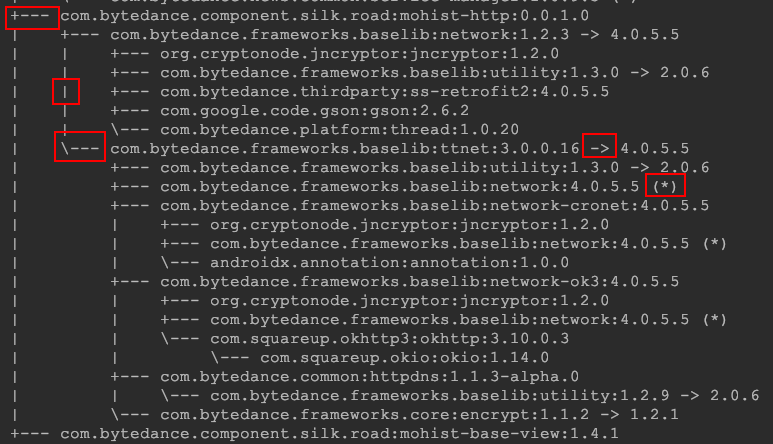 +--- com.bytedance.component.silk.road:mohist-http:0.0.1.0
|    +--- com.bytedance.frameworks.baselib:network:1.2.3 -> 4.0.5.5
|    |    +--- org.cryptonode.jncryptor:jncryptor:1.2.0
|    |    +--- com.bytedance.frameworks.baselib:utility:1.3.0 -> 2.0.6
|    |    +--- com.bytedance.thirdparty:ss-retrofit2:4.0.5.5
|    |    +--- com.google.code.gson:gson:2.6.2
|    |    \--- com.bytedance.platform:thread:1.0.20
|    \--- com.bytedance.frameworks.baselib:ttnet:3.0.0.16 -> 4.0.5.5
|         +--- com.bytedance.frameworks.baselib:utility:1.3.0 -> 2.0.6
|         +--- com.bytedance.frameworks.baselib:network:4.0.5.5 (*)
|         +--- com.bytedance.frameworks.baselib:network-cronet:4.0.5.5
|         |    +--- org.cryptonode.jncryptor:jncryptor:1.2.0
|         |    +--- com.bytedance.frameworks.baselib:network:4.0.5.5 (*)
|         |    \--- androidx.annotation:annotation:1.0.0
|         +--- com.bytedance.frameworks.baselib:network-ok3:4.0.5.5
|         |    +--- org.cryptonode.jncryptor:jncryptor:1.2.0
|         |    +--- com.bytedance.frameworks.baselib:network:4.0.5.5 (*)
|         |    \--- com.squareup.okhttp3:okhttp:3.10.0.3
|         |         \--- com.squareup.okio:okio:1.14.0
|         +--- com.bytedance.common:httpdns:1.1.3-alpha.0
|         |    \--- com.bytedance.frameworks.baselib:utility:1.2.9 -> 2.0.6
|         \--- com.bytedance.frameworks.core:encrypt:1.1.2 -> 1.2.1
+--- com.bytedance.component.silk.road:mohist-base-view:1.4.1